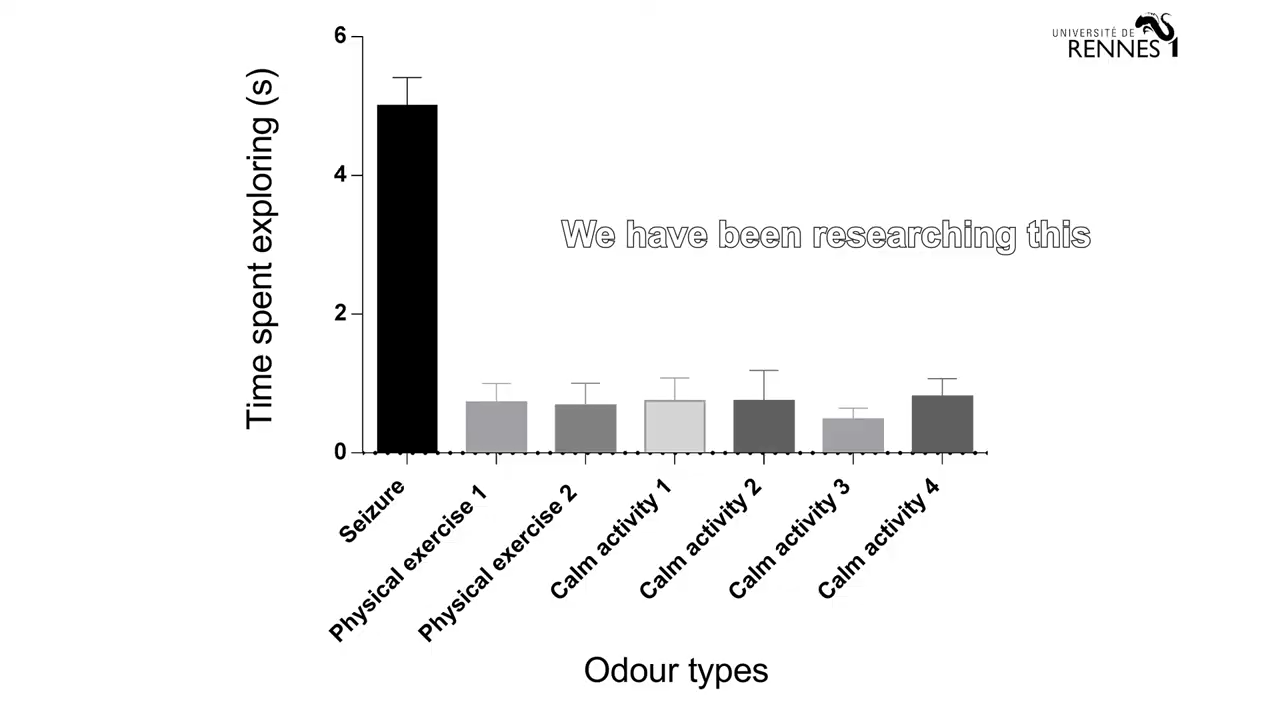 UNIVERSITÉ DE
RENNES 1
6
4
2
0
Time spent exploring (s)
We have been researching this
Seizure
Physical exercise 1
Physical exercise 2
Calm activity 1
Calm activity 2
Calm activity 3
Calm activity 4
Odour types